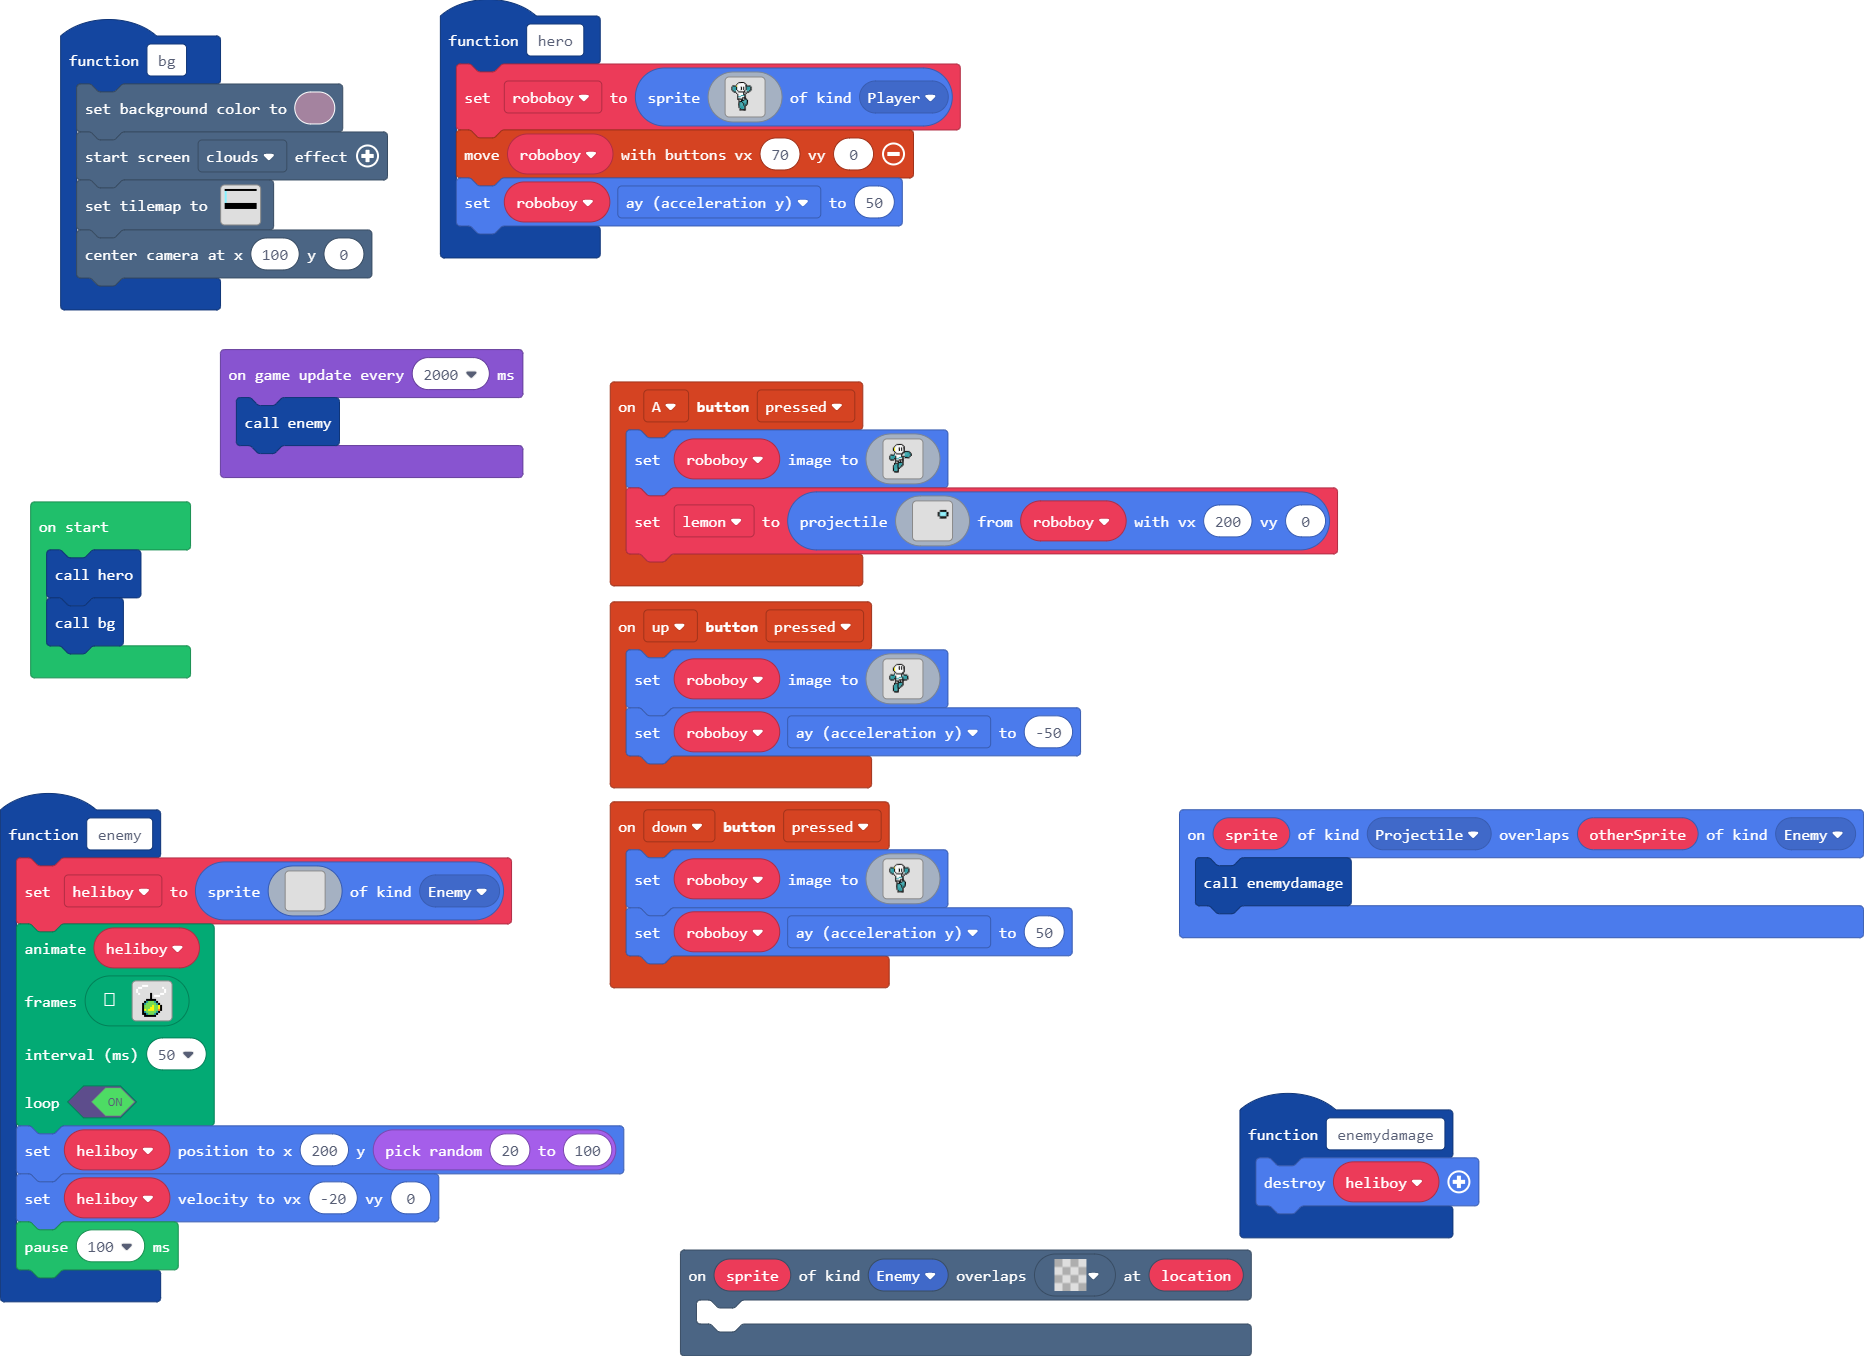 function bg
set background color to
start screen clouds effect
set tilemap to
center camera at x 100 y 0
function hero
set roboboy to sprite of kind Player
move roboboy with buttons vx 70 vy 0
set roboboy ay (acceleration y) to 50
on game update every 2000 ms
call enemy
on start
call hero
call bg
on A button pressed
set roboboy image to
set lemon to projectile from roboboy with vx 200 vy 0
on up button pressed
set roboboy image to
set roboboy ay (acceleration y) to -50
on down button pressed
set roboboy image to
set roboboy ay (acceleration y) to 50
function enemy
set heliboy to sprite of kind Enemy
animate heliboy
frames
interval (ms) 50
loop ON
set heliboy position to x 200 y pick random 20 to 100
set heliboy velocity to vx -20 vy 0
pause 100 ms
on sprite of kind Projectile overlaps otherSprite of kind Enemy
call enemydamage
function enemydamage
destroy heliboy
on sprite of kind Enemy overlaps at location